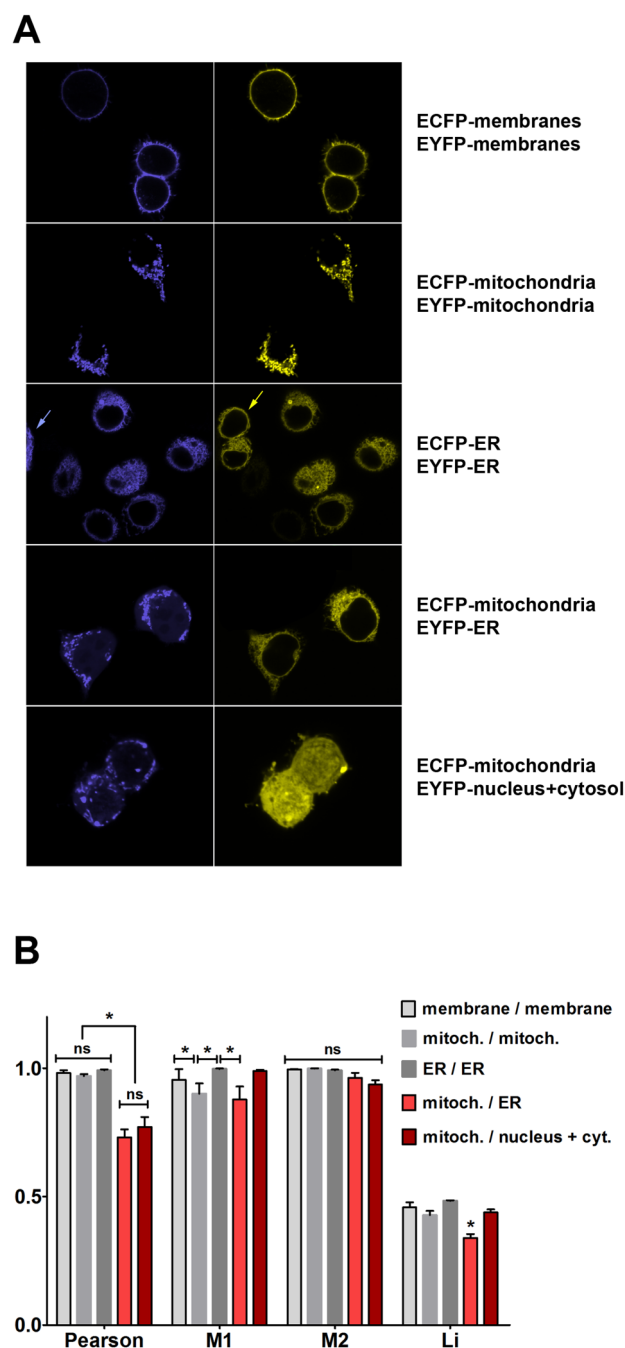 A
ECFP-membranes
EYFP-membranes
ECFP-mitochondria
EYFP-mitochondria
ECFP-ER
EYFP-ER
ECFP-mitochondria
EYFP-ER
ECFP-mitochondria
EYFP-nucleus+cytosol
B
membrane / membrane
mitoch. / mitoch.
ER / ER
mitoch. / ER
mitoch. / nucleus + cyt.
*
ns
ns
* * *
ns
*
1.0
0.5
0.0
Pearson M1 M2 Li